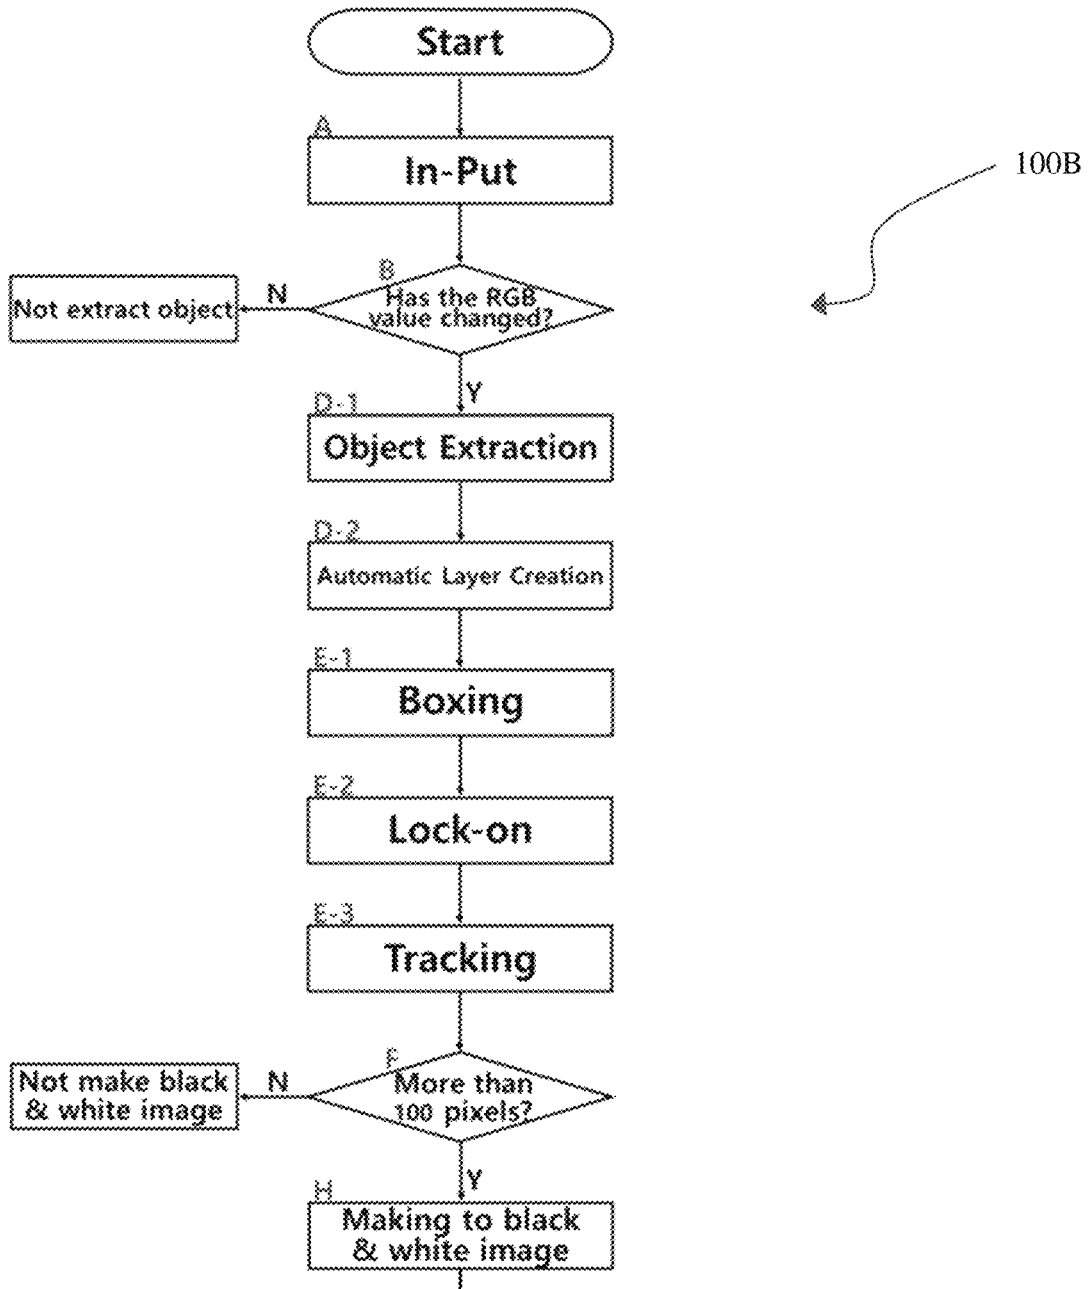 Start
A
In-Put
100B
B
Has the RGB
value changed?
N
Not extract object
Y
D-1
Object Extraction
D-2
Automatic Layer Creation
E-1
Boxing
E-2
Lock-on
E-3
Tracking
F
More than
100 pixels?
N
Not make black
& white image
Y
H
Making to black
& white image